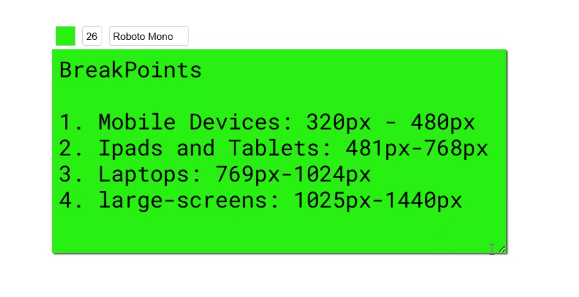 26 Roboto Mono
BreakPoints
1. Mobile Devices: 320px - 480px
2. Ipads and Tablets: 481px-768px
3. Laptops: 769px-1024px
4. large-screens: 1025px-1440px